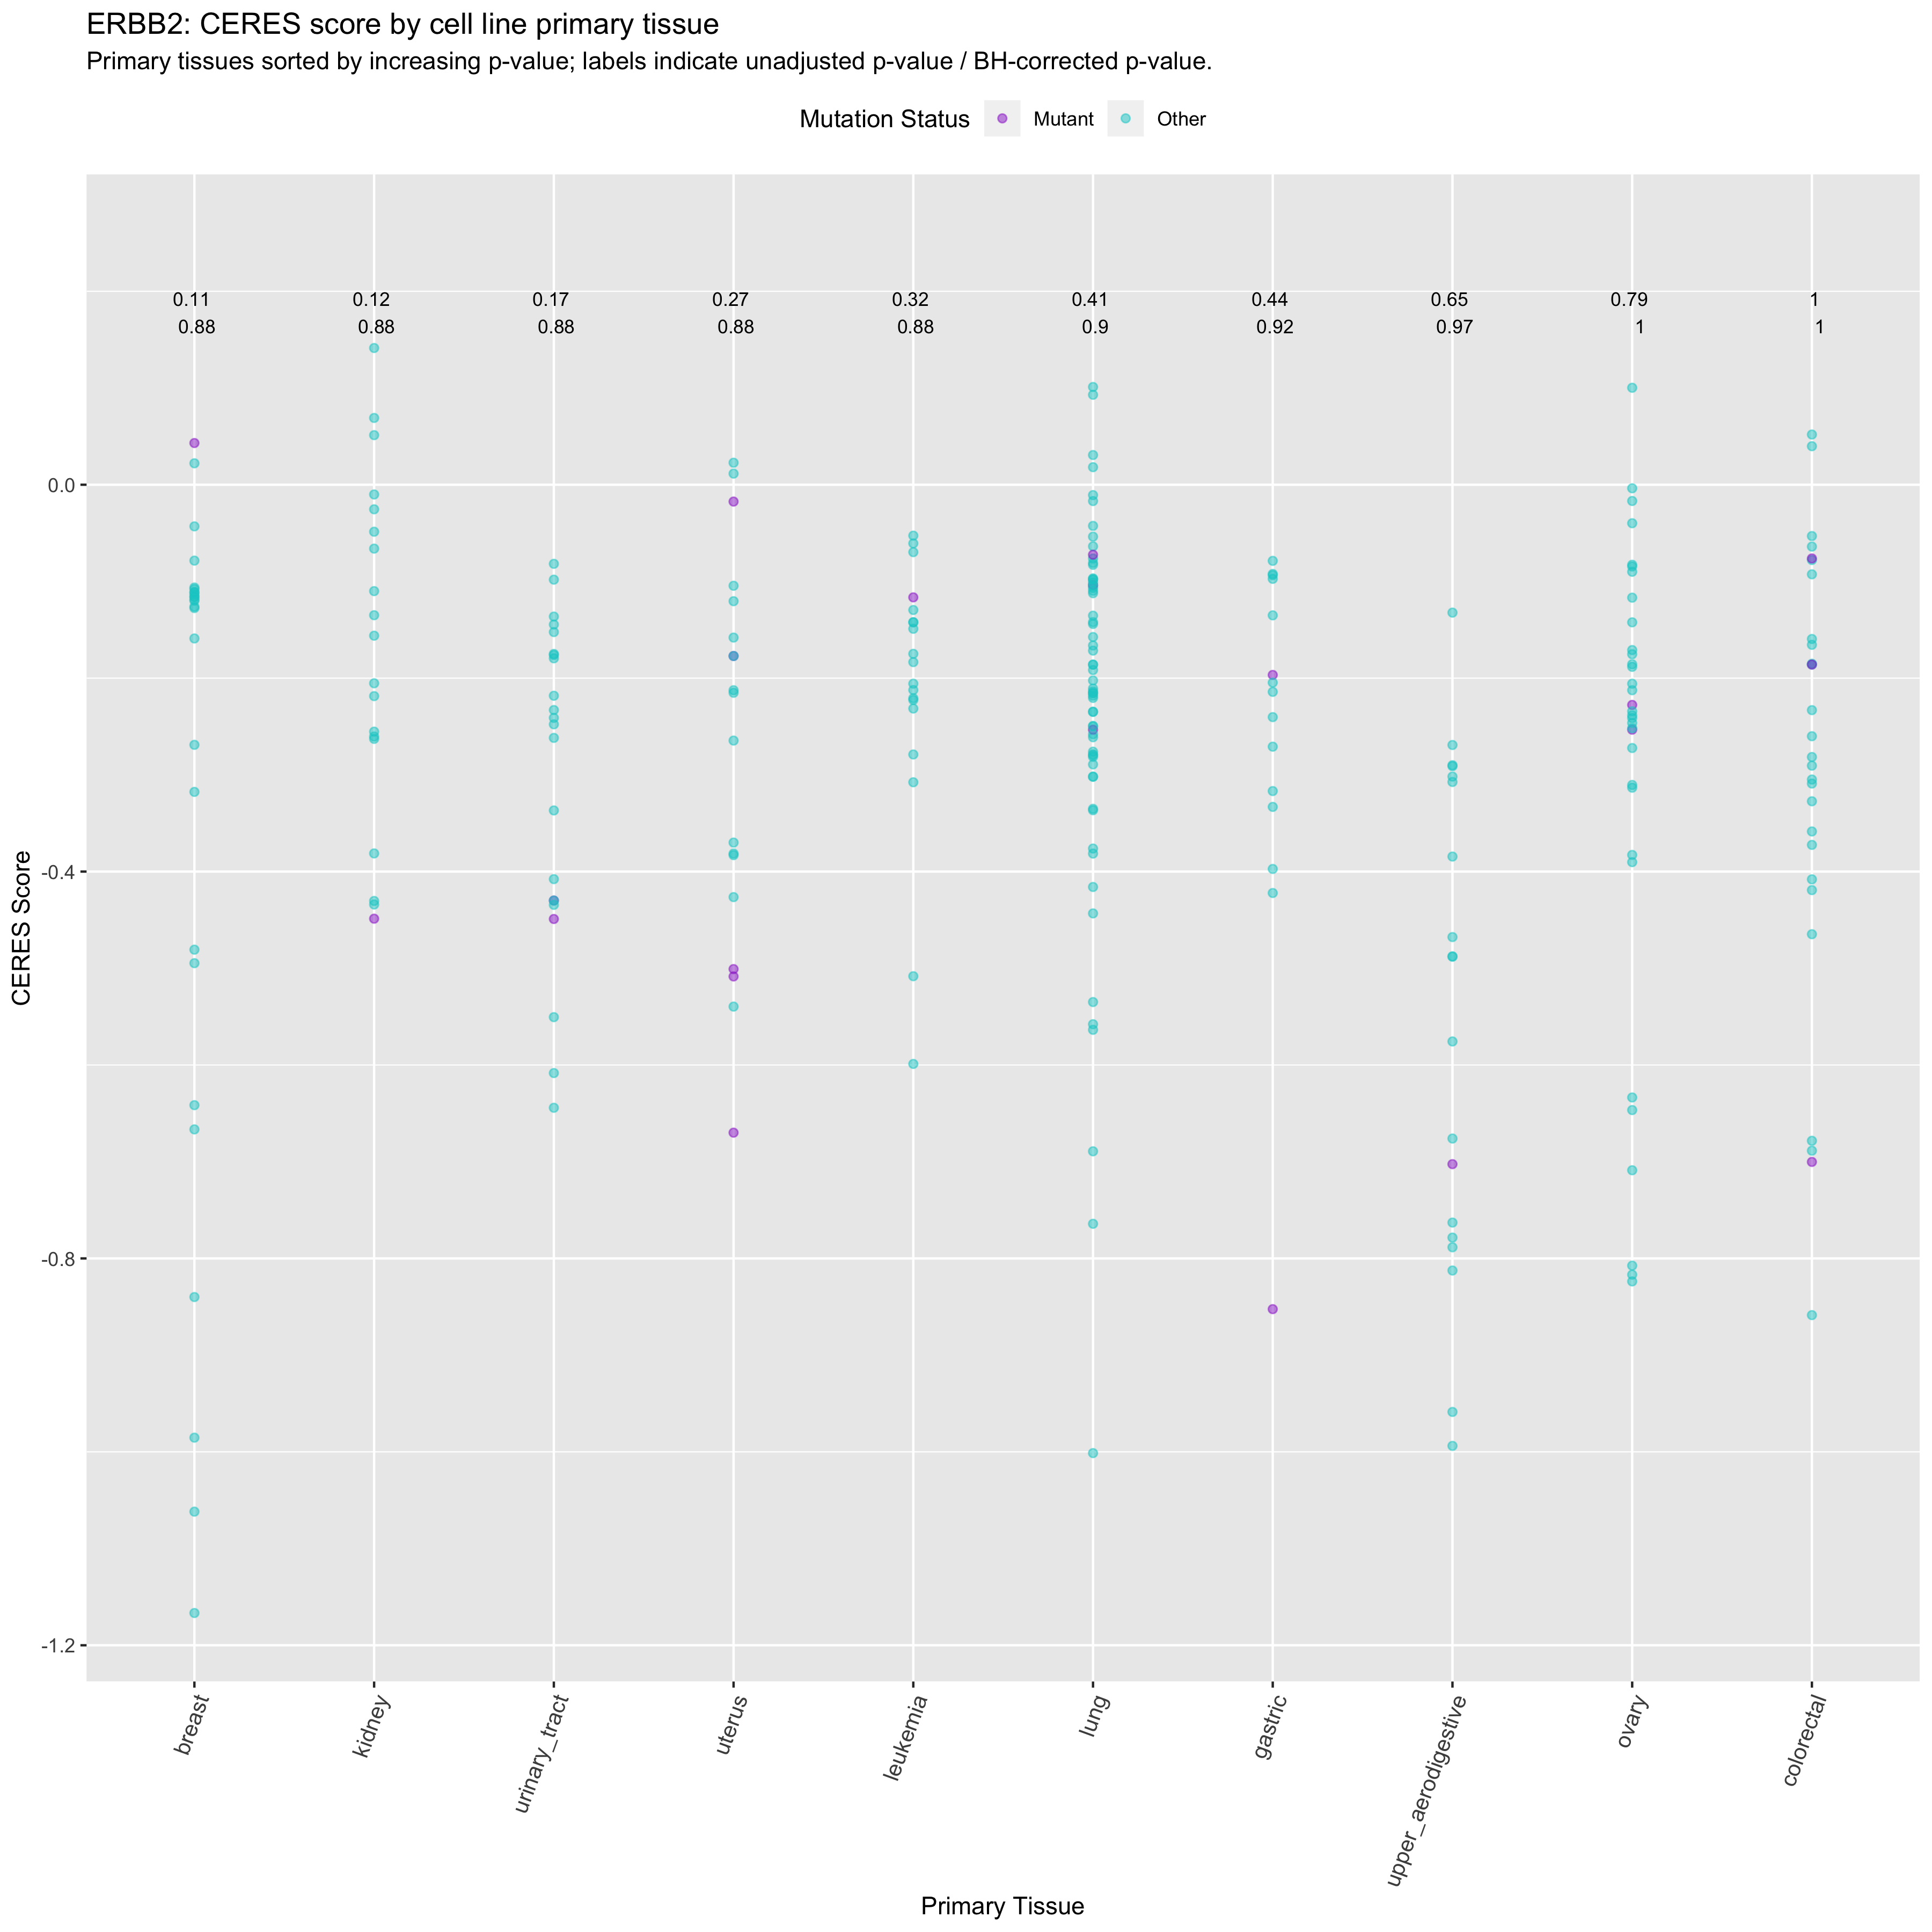 ERBB2: CERES score by cell line primary tissue
Primary tissues sorted by increasing p-value; labels indicate unadjusted p-value / BH-corrected p-value.
Mutation Status Mutant Other
0.11 0.12 0.17 0.27 0.32 0.41 0.44 0.65 0.79 1
0.88 0.88 0.88 0.88 0.88 0.9 0.92 0.97 1 1
0.0
-0.4
-0.8
-1.2
CERES Score
breast
kidney
urinary_tract
uterus
leukemia
lung
gastric
upper_aerodigestive
ovary
colorectal
Primary Tissue